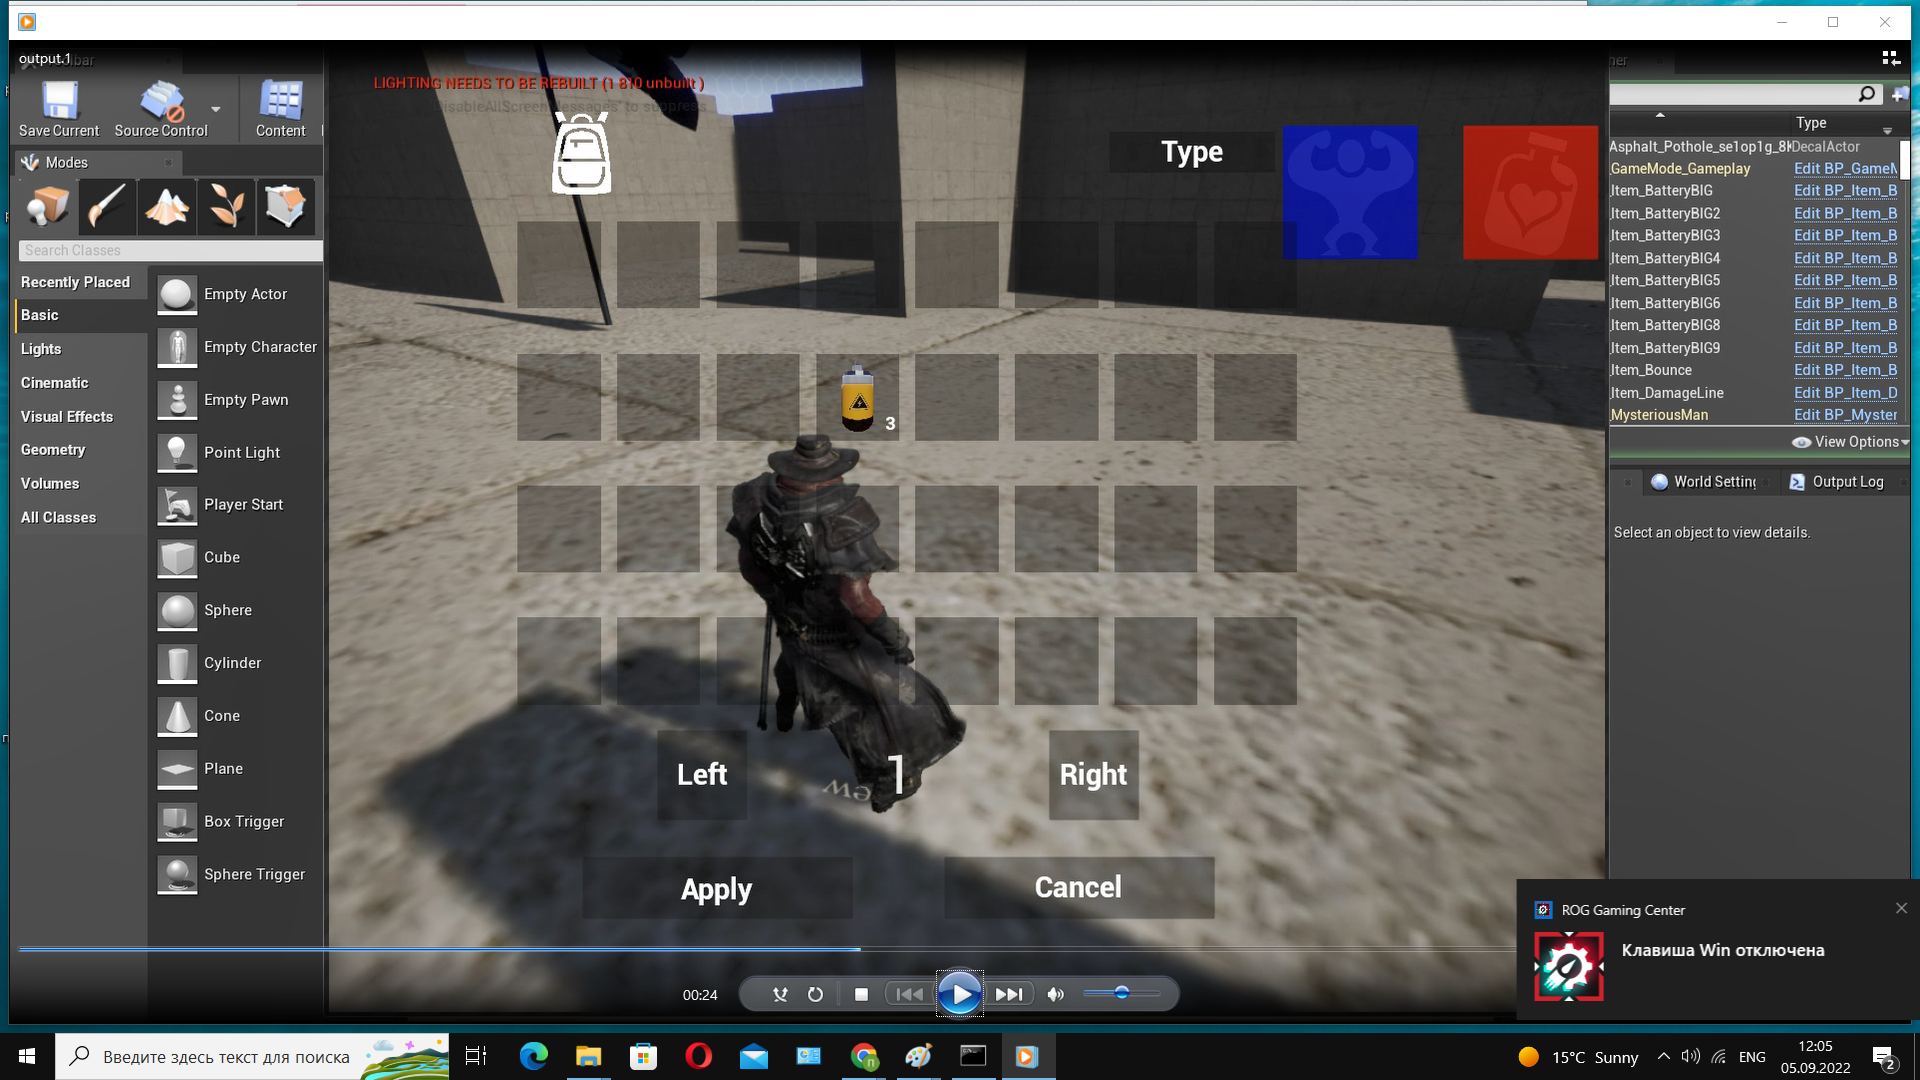 output.1
Save Current
Source Control
Content
Modes
Search Classes
Recently Placed
Basic
Lights
Cinematic
Visual Effects
Geometry
Volumes
All Classes
Empty Actor
Empty Character
Empty Pawn
Point Light
Player Start
Cube
Sphere
Cylinder
Cone
Plane
Box Trigger
Sphere Trigger
LIGHTING NEEDS TO BE REBUILT (1 810 unbuilt )
DisableAllScreenMessages' to suppress
Type
3
Left
1
Right
Apply
Cancel
Type
Asphalt_Pothole_se1op1g_8K DecalActor
GameMode_Gameplay Edit BP_GameM
Item_BatteryBIG Edit BP_Item_B
Item_BatteryBIG2 Edit BP_Item_B
Item_BatteryBIG3 Edit BP_Item_B
Item_BatteryBIG4 Edit BP_Item_B
Item_BatteryBIG5 Edit BP_Item_B
Item_BatteryBIG6 Edit BP_Item_B
Item_BatteryBIG8 Edit BP_Item_B
Item_BatteryBIG9 Edit BP_Item_B
Item_Bounce Edit BP_Item_B
Item_DamageLine Edit BP_Item_D
MysteriousMan Edit BP_Myster
View Options
World Setting
Output Log
Select an object to view details.
ROG Gaming Center
Клавиша Win отключена
00:24
Введите здесь текст для поиска
15°C Sunny
ENG
12:05
05.09.2022
2